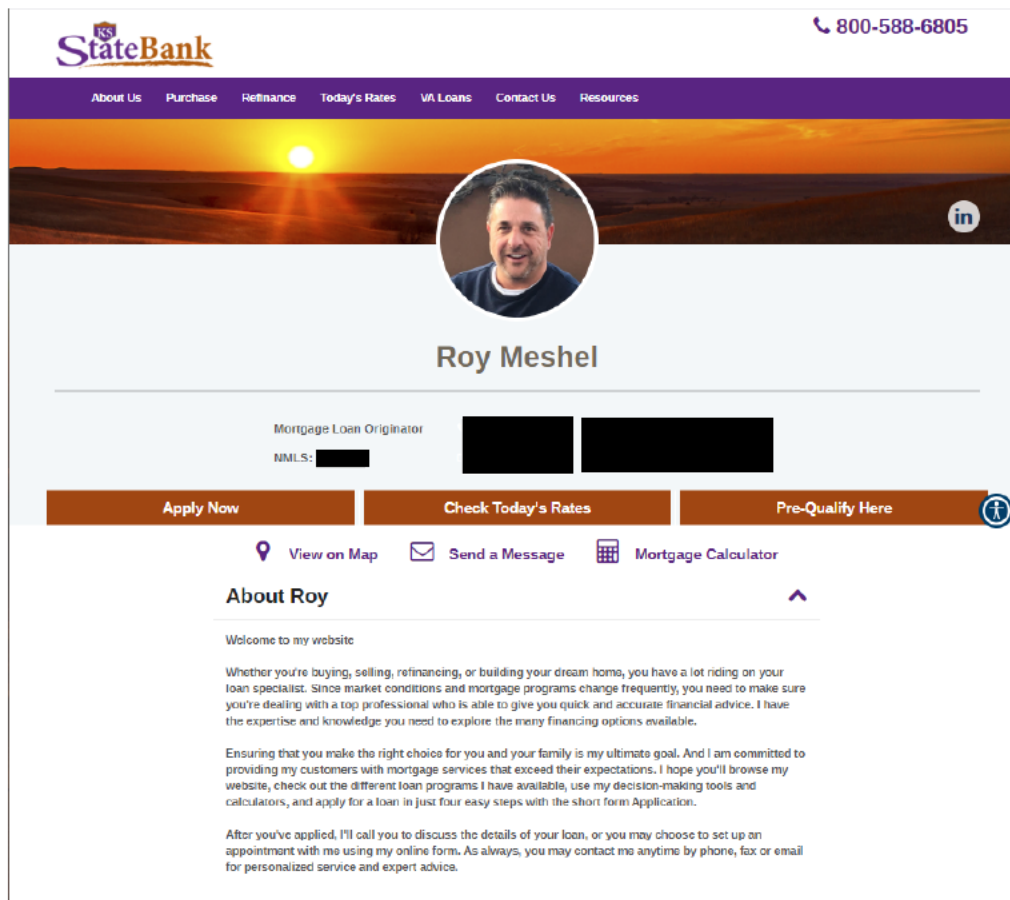 KS
StateBank
800-588-6805
About Us Purchase Refinance Today's Rates VA Loans Contact Us Resources
in
Roy Meshel
Mortgage Loan Originator
NMLS:
Apply Now Check Today's Rates Pre-Qualify Here
View on Map Send a Message Mortgage Calculator
About Roy
Welcome to my website
Whether you're buying, selling, refinancing, or building your dream home, you have a lot riding on your
loan specialist. Since market conditions and mortgage programs change frequently, you need to make sure
you're dealing with a top professional who is able to give you quick and accurate financial advice. I have
the expertise and knowledge you need to explore the many financing options available.
Ensuring that you make the right choice for you and your family is my ultimate goal. And I am committed to
providing my customers with mortgage services that exceed their expectations. I hope you'll browse my
website, check out the different loan programs I have available, use my decision-making tools and
calculators, and apply for a loan in just four easy steps with the short form Application.
After you've applied, I'll call you to discuss the details of your loan, or you may choose to set up an
appointment with me using my online form. As always, you may contact me anytime by phone, fax or email
for personalized service and expert advice.